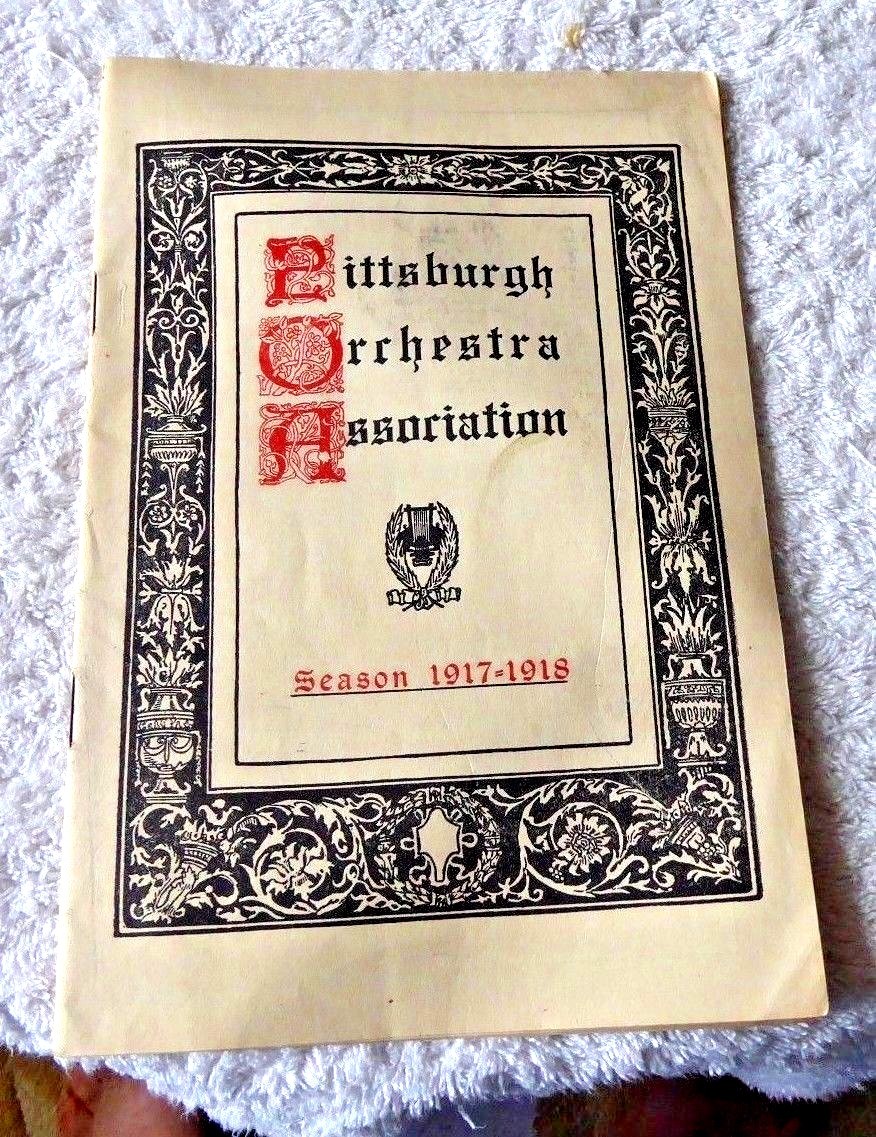 Pittsburgh
Orchestra
Association
Season 1917-1918